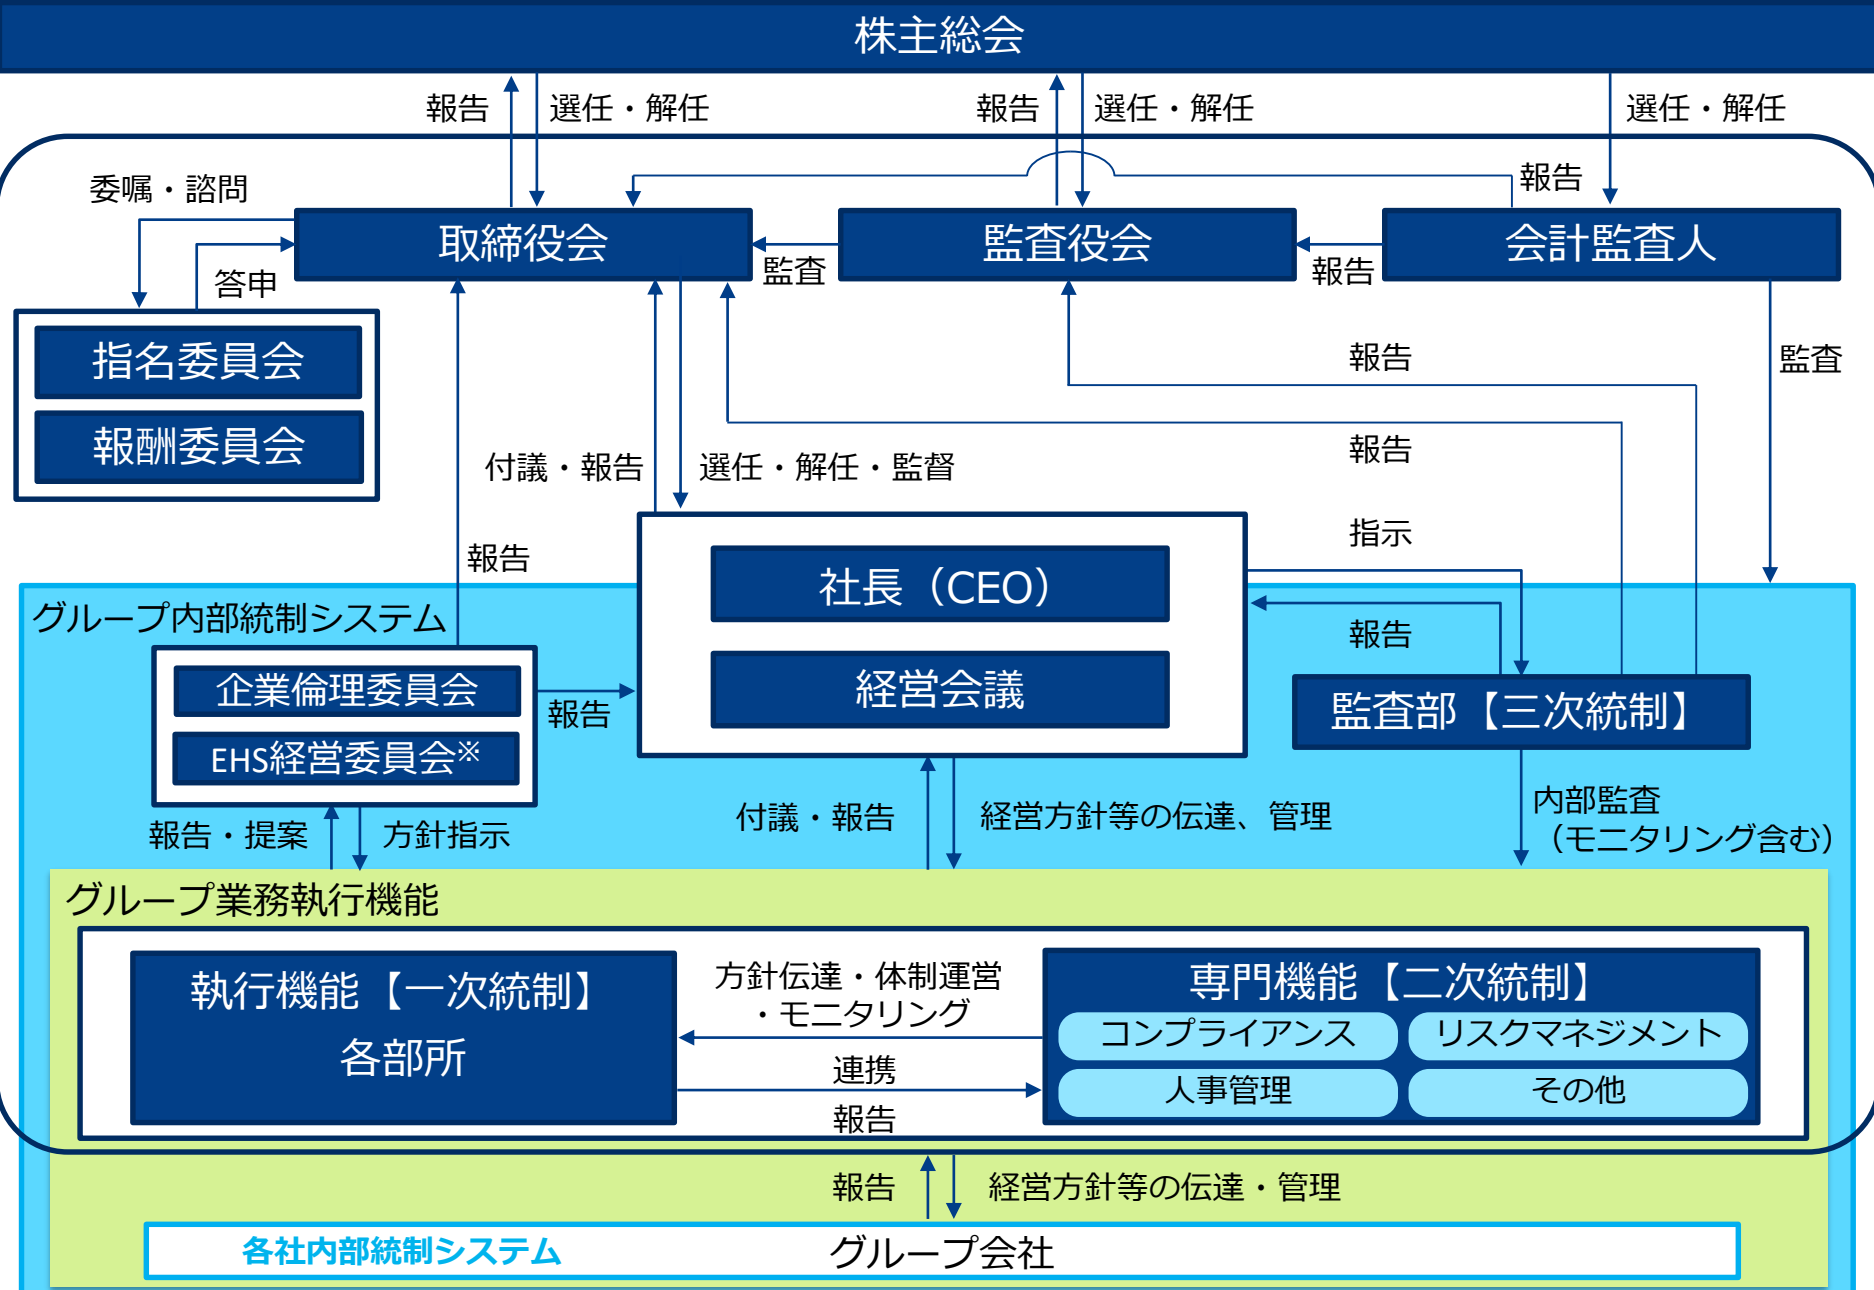 株主総会
報告
選任・解任
報告
選任・解任
選任・解任
委嘱・諮問
報告
取締役会
監査役会
会計監査人
答申
監査
報告
指名委員会
報酬委員会
報告
監査
報告
付議・報告
選任・解任・監督
指示
報告
社長（CEO）
グループ内部統制システム
報告
企業倫理委員会
経営会議
報告
監査部【三次統制】
EHS経営委員会※
報告・提案
方針指示
付議・報告
経営方針等の伝達、管理
内部監査
（モニタリング含む）
グループ業務執行機能
執行機能【一次統制】
各部所
方針伝達・体制運営
・モニタリング
連携
報告
専門機能【二次統制】
コンプライアンス
リスクマネジメント
人事管理
その他
報告
経営方針等の伝達・管理
各社内部統制システム
グループ会社